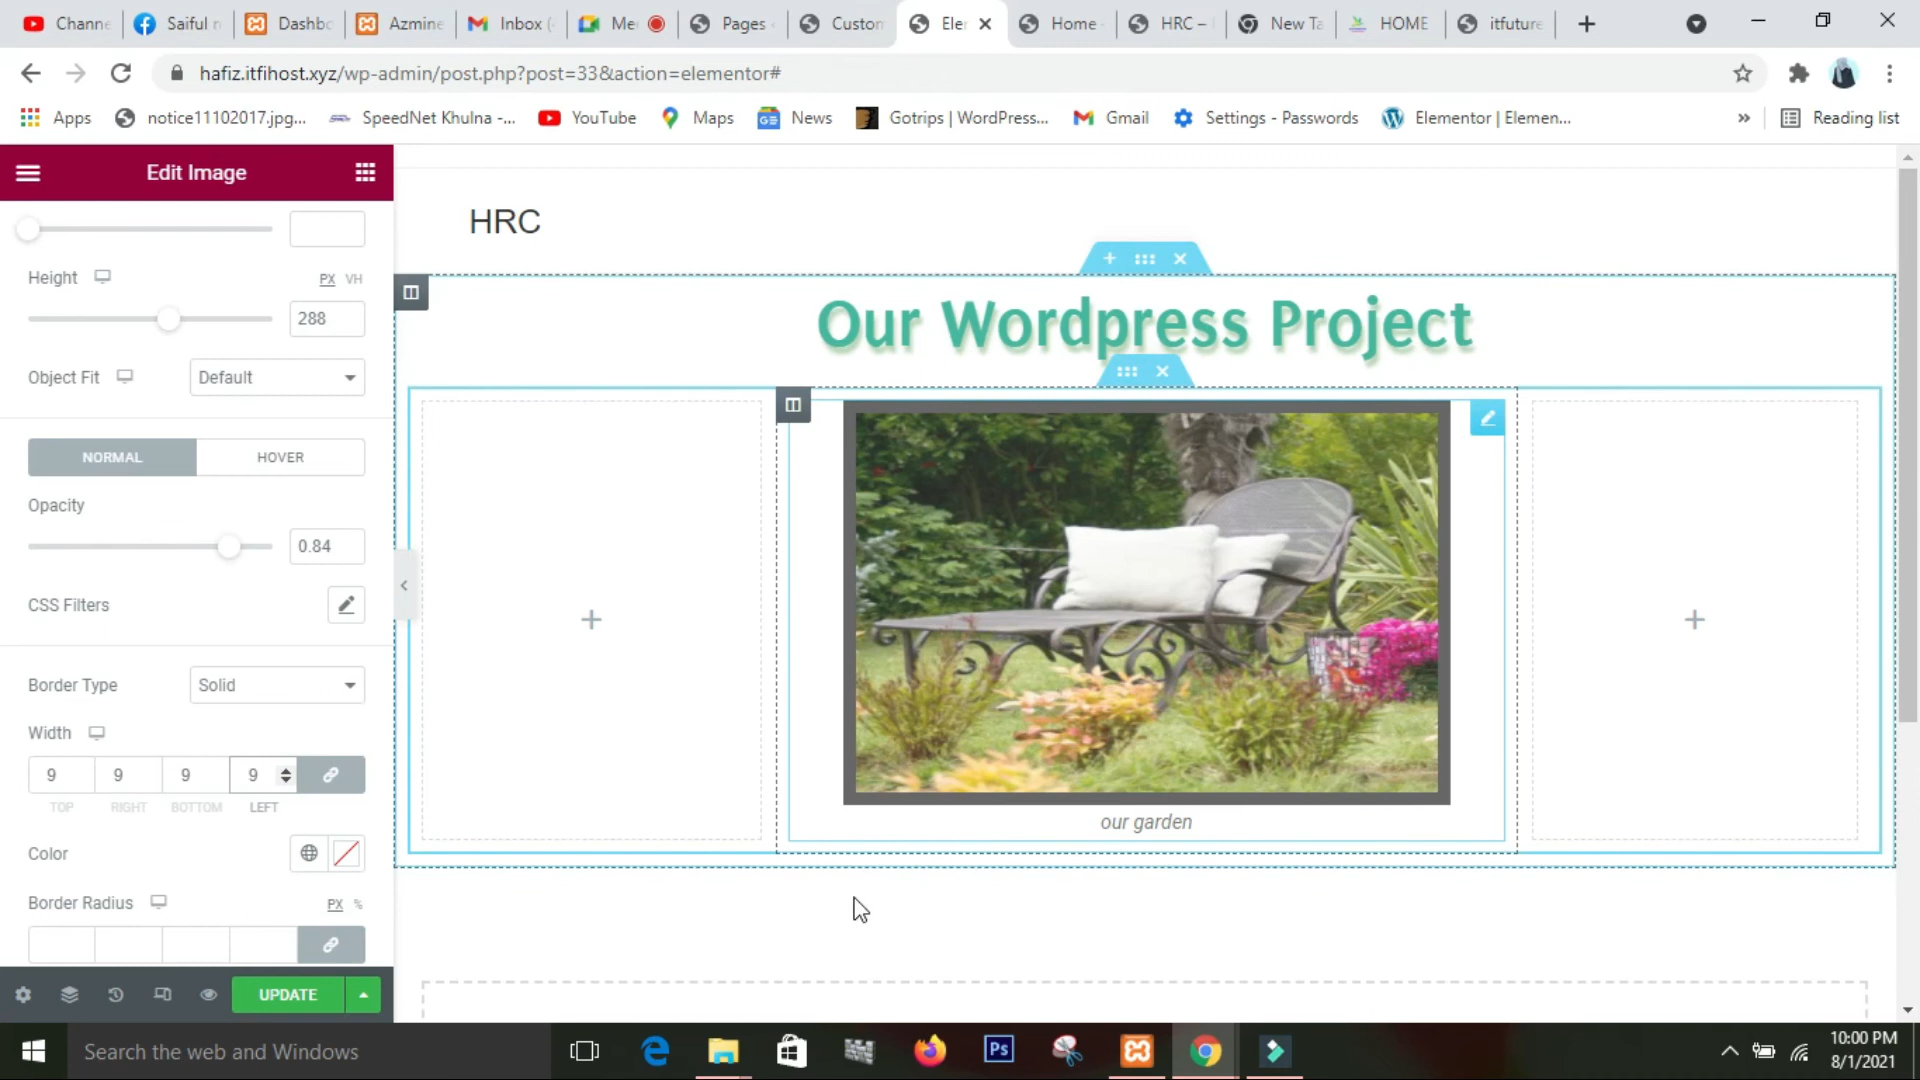 Channe
Saiful r
Dashbo
Azmine
Inbox (
Me
Pages
Custon
Ele
Home
HRC –
New Ta
HOME
itfuture
hafiz.itfihost.xyz/wp-admin/post.php?post=33&action=elementor#
Apps
notice11102017.jpg...
SpeedNet Khulna -...
YouTube
Maps
News
Gotrips | WordPress...
Gmail
Settings - Passwords
Elementor | Elemen...
»
Reading list
Edit Image
HRC
Height
PX VH
288
Our Wordpress Project
Object Fit
Default
NORMAL
HOVER
Opacity
0.84
CSS Filters
Border Type
Solid
Width
9 9 9 9
TOP RIGHT BOTTOM LEFT
our garden
Color
Border Radius
PX %
UPDATE
Search the web and Windows
Ps
10:00 PM
8/1/2021